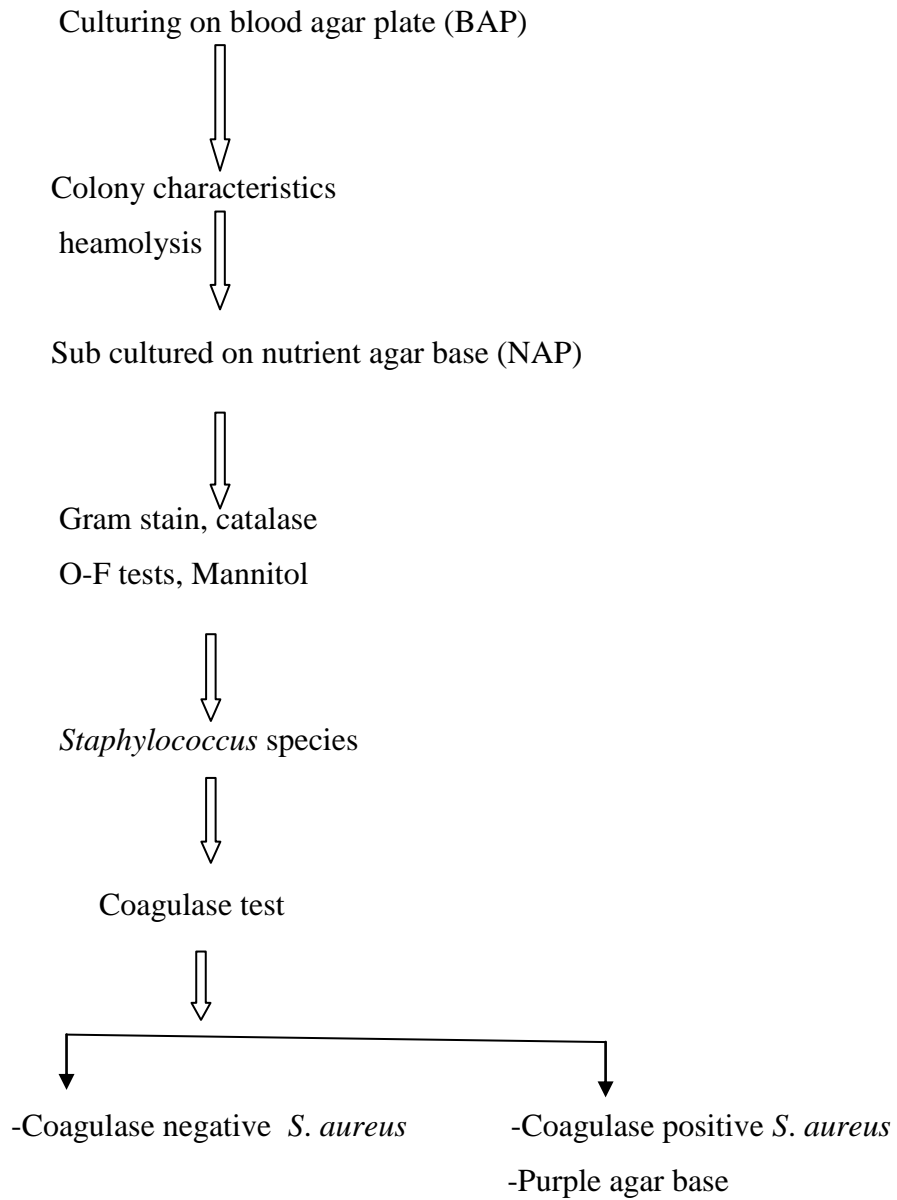 Culturing on blood agar plate (BAP)
Colony characteristics
heamolysis
Sub cultured on nutrient agar base (NAP)
Gram stain, catalase
O-F tests, Mannitol
Staphylococcus species
Coagulase test
-Coagulase negative S. aureus
-Coagulase positive S. aureus
-Purple agar base